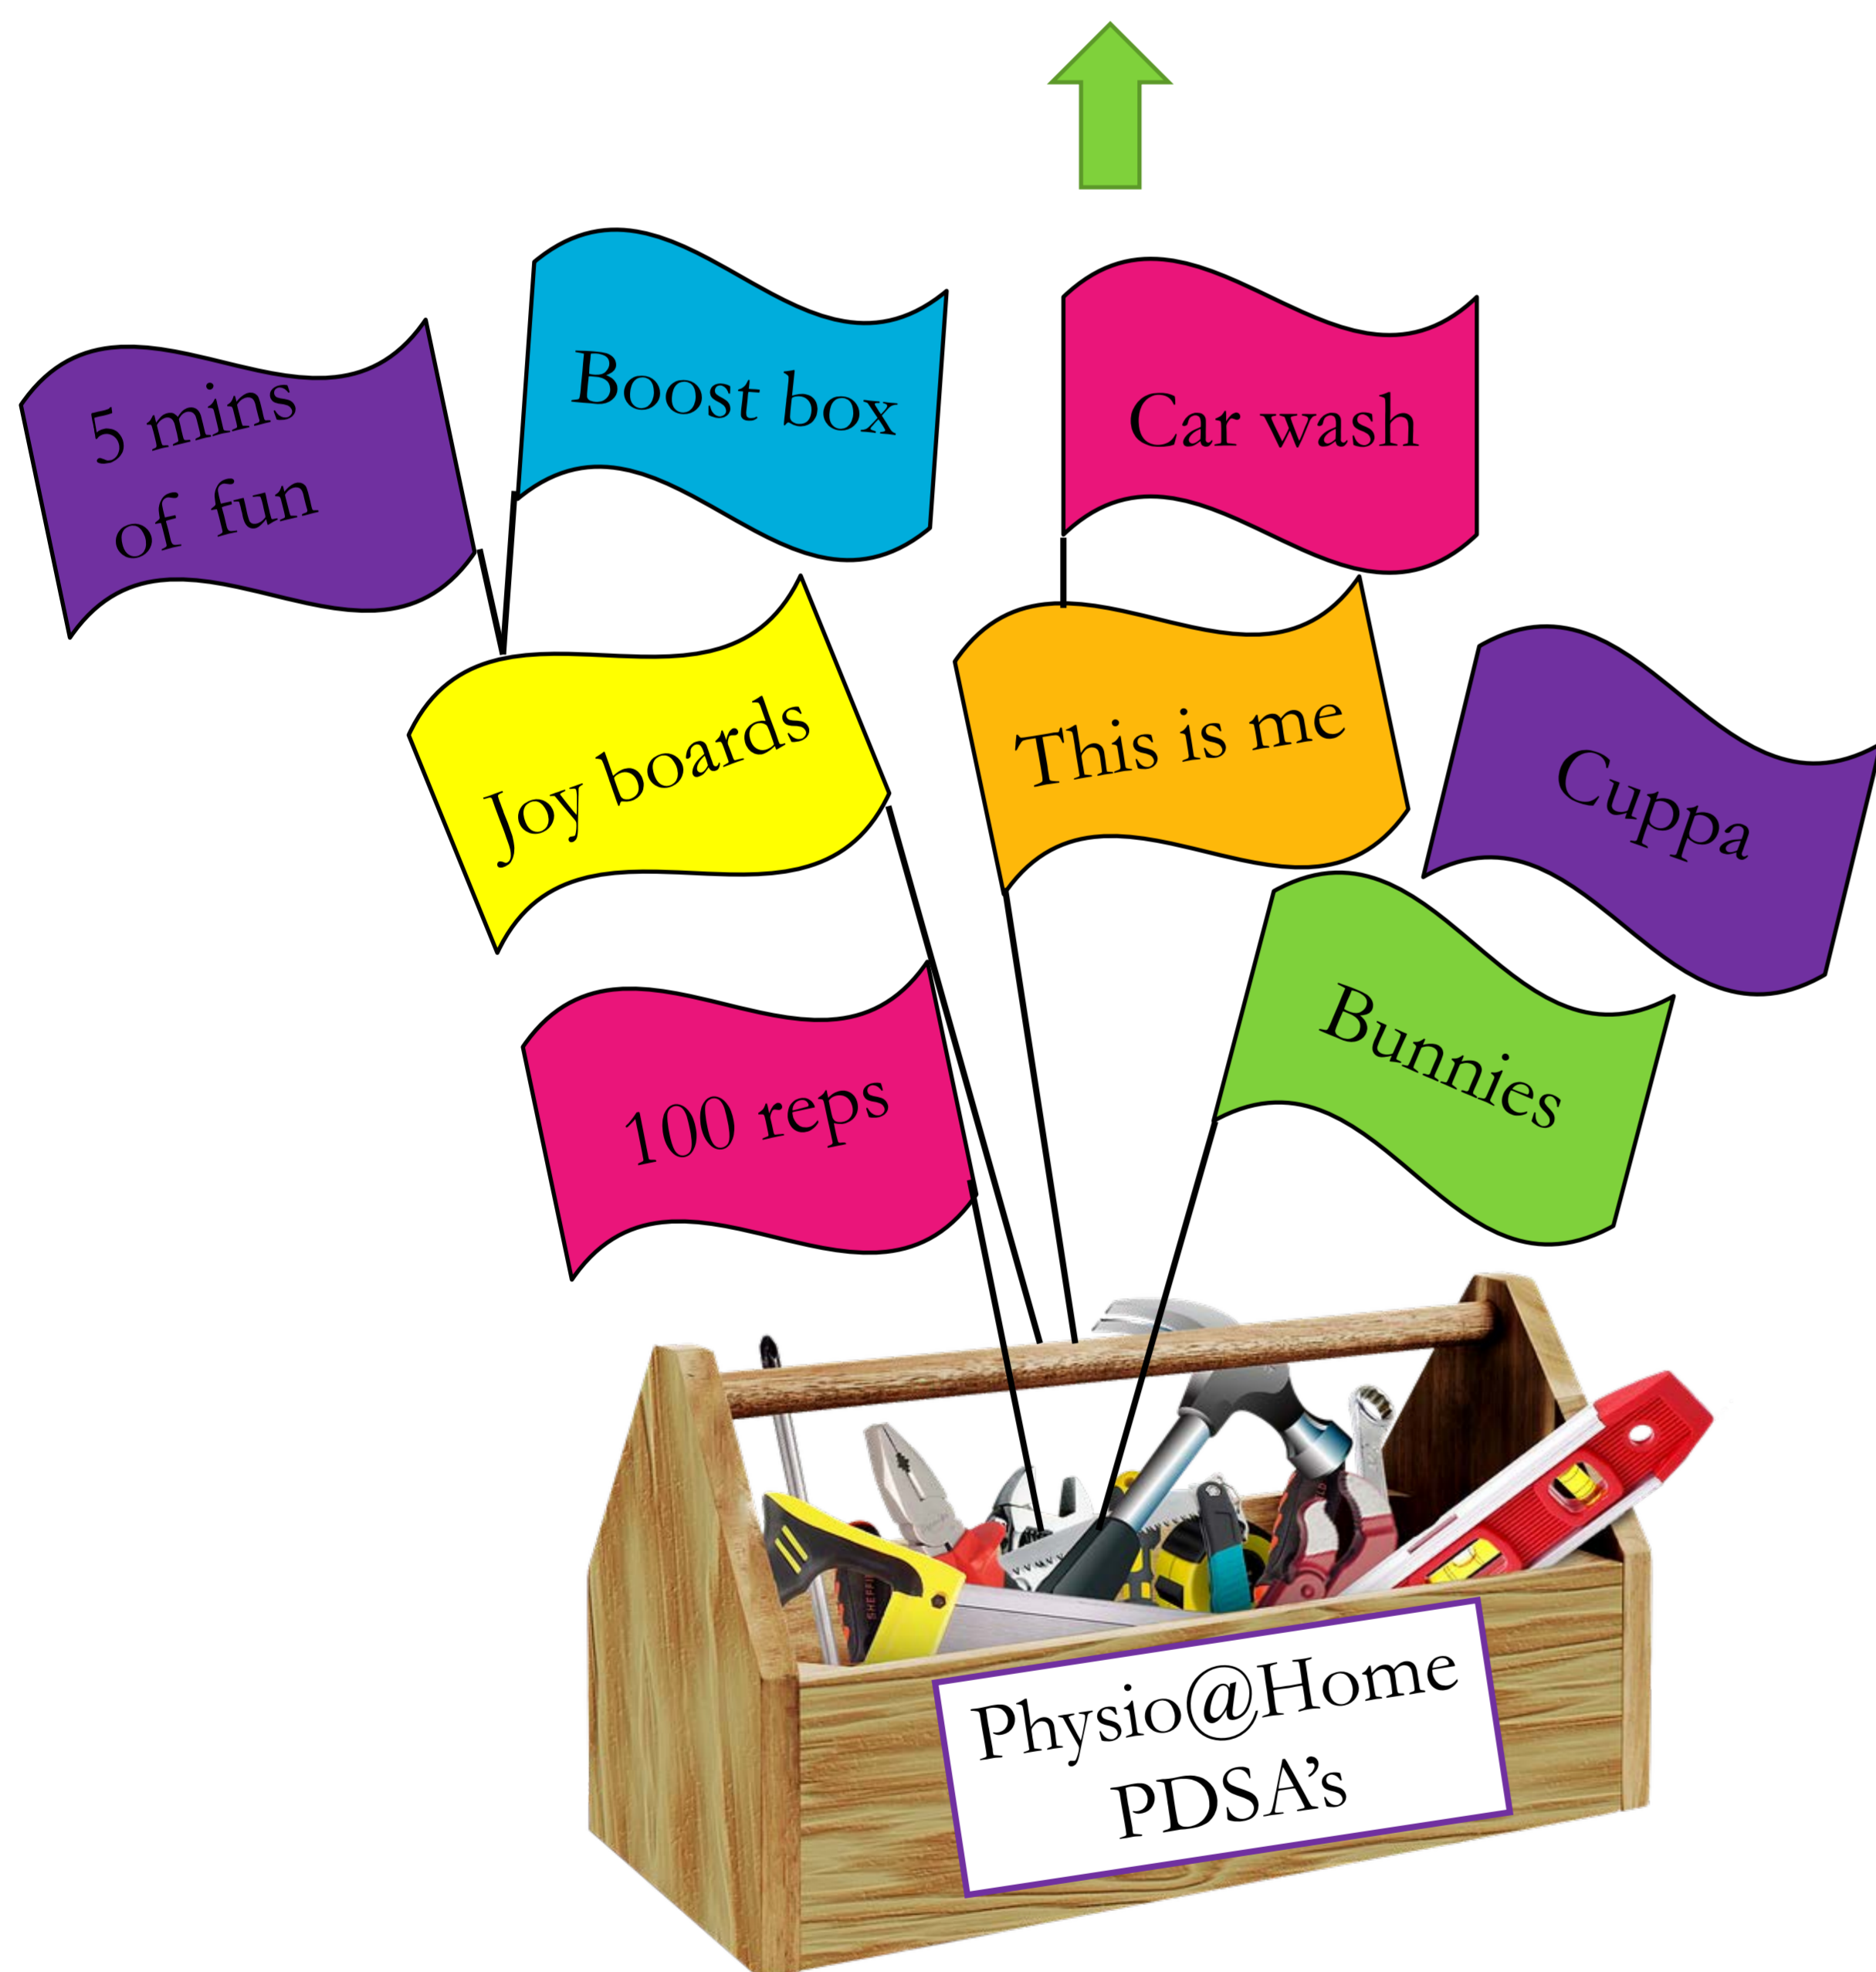 5 mins
of fun
Boost box
Car wash
Joy boards
This is me
Cuppa
100 reps
Bunnies
Physio@Home
PDSA’s